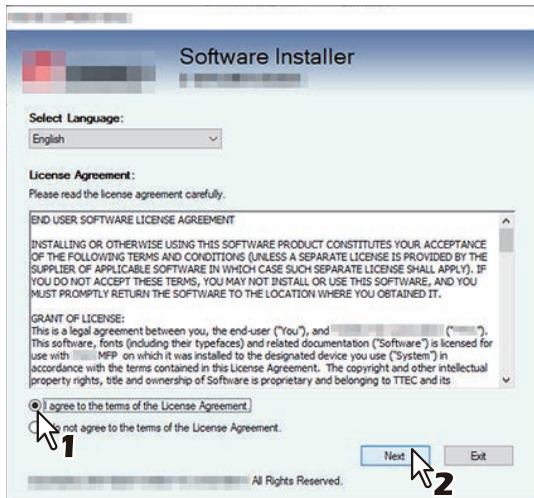 Software Installer
Select Language:
English
License Agreement:
Please read the license agreement carefully.
END USER SOFTWARE LICENSE AGREEMENT
INSTALLING OR OTHERWISE USING THIS SOFTWARE PRODUCT CONSTITUTES YOUR ACCEPTANCE
OF THE FOLLOWING TERMS AND CONDITIONS (UNLESS A SEPARATE LICENSE IS PROVIDED BY THE
SUPPLIER OF APPLICABLE SOFTWARE IN WHICH CASE SUCH SEPARATE LICENSE SHALL APPLY). IF
YOU DO NOT ACCEPT THESE TERMS, YOU MAY NOT INSTALL OR USE THIS SOFTWARE, AND YOU
MUST PROMPTLY RETURN THE SOFTWARE TO THE LOCATION WHERE YOU OBTAINED IT.
GRANT OF LICENSE:
This is a legal agreement between you, the end-user ("You"), and (" ").
This software, fonts (including their typefaces) and related documentation ("Software") is licensed for
use with MFP on which it was installed to the designated device you use ("System") in
accordance with the terms contained in this License Agreement. The copyright and other intellectual
property rights, title and ownership of Software is proprietary and belonging to TTEC and its
I agree to the terms of the License Agreement.
not agree to the terms of the License Agreement.
1
Next
Exit
2
All Rights Reserved.